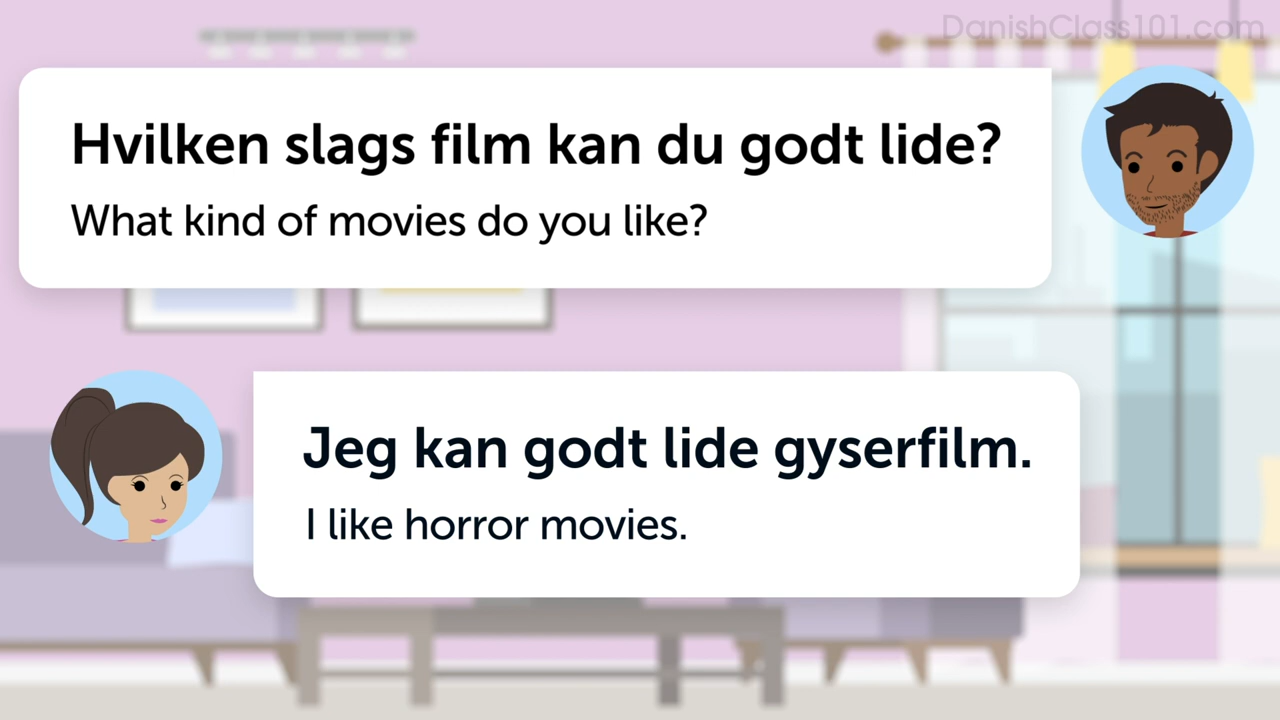 DanishClass101.com
Hvilken slags film kan du godt lide?
What kind of movies do you like?
Jeg kan godt lide gyserfilm.
I like horror movies.